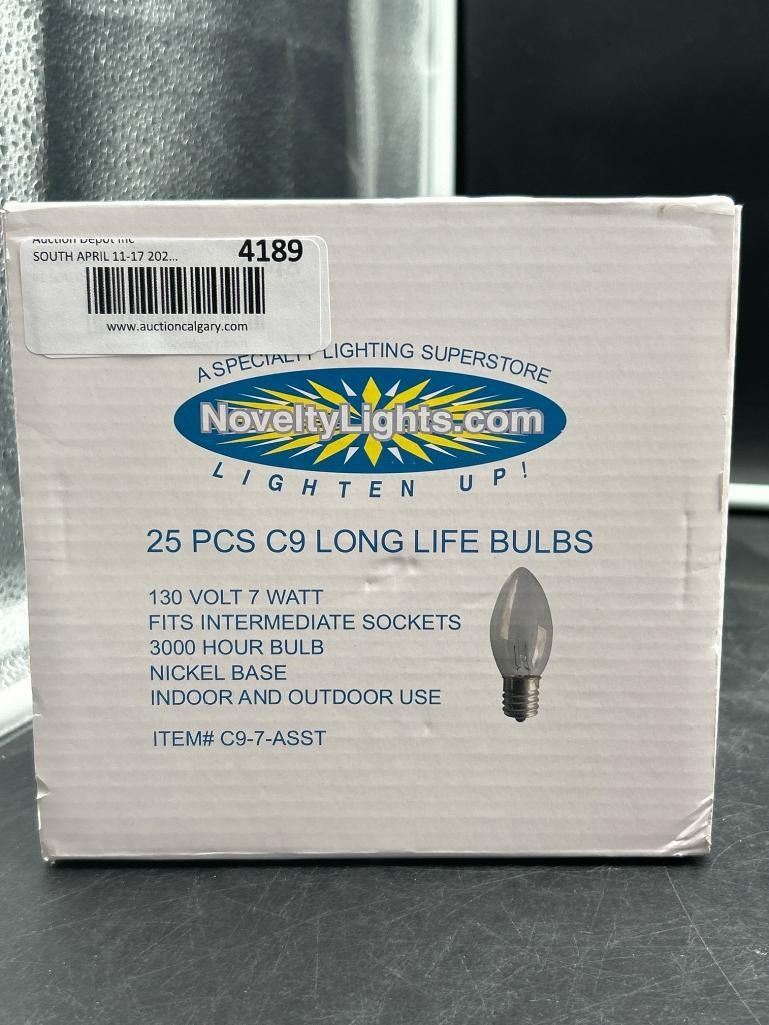 Auction Depot Inc
SOUTH APRIL 11-17 202...
4189
www.auctioncalgary.com
A SPECIALTY LIGHTING SUPERSTORE
NoveltyLights.com
LIGHTEN UP!
25 PCS C9 LONG LIFE BULBS
130 VOLT 7 WATT
FITS INTERMEDIATE SOCKETS
3000 HOUR BULB
NICKEL BASE
INDOOR AND OUTDOOR USE
ITEM# C9-7-ASST